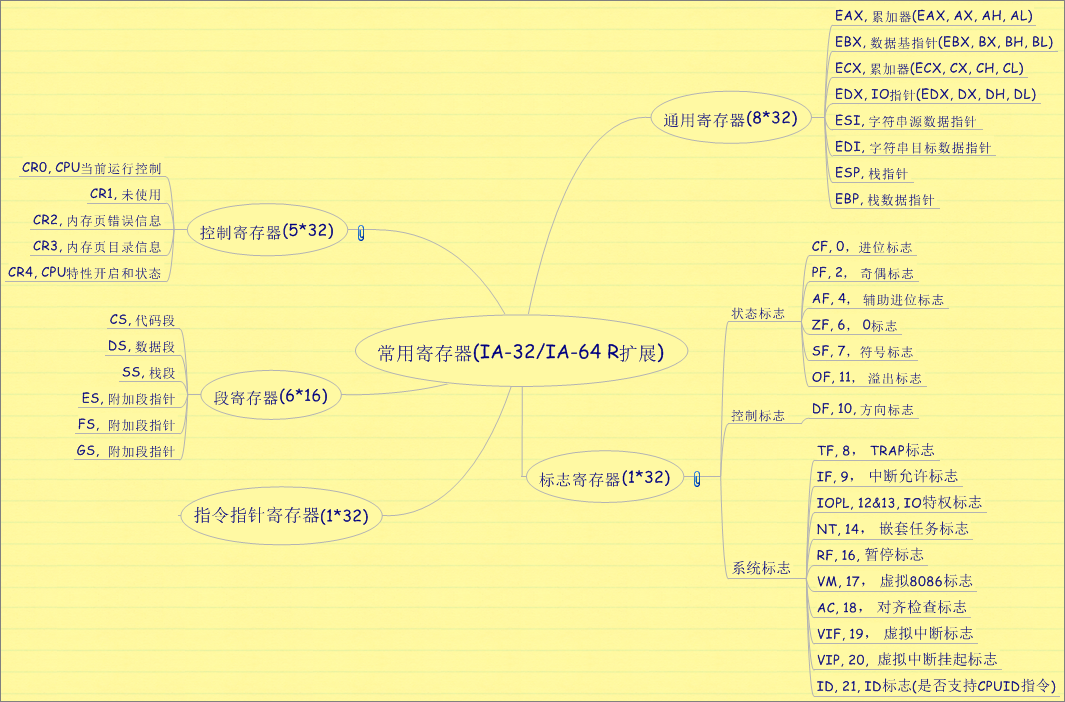 常用寄存器(IA-32/IA-64 R扩展)
通用寄存器(8*32)
EAX, 累加器(EAX, AX, AH, AL)
EBX, 数据基指针(EBX, BX, BH, BL)
ECX, 累加器(ECX, CX, CH, CL)
EDX, IO指针(EDX, DX, DH, DL)
ESI, 字符串源数据指针
EDI, 字符串目标数据指针
ESP, 栈指针
EBP, 栈数据指针
标志寄存器(1*32)
状态标志
CF, 0，进位标志
PF, 2， 奇偶标志
AF, 4， 辅助进位标志
ZF, 6， 0标志
SF, 7，符号标志
OF, 11， 溢出标志
控制标志
DF, 10, 方向标志
系统标志
TF, 8， TRAP标志
IF, 9， 中断允许标志
IOPL, 12&13, IO特权标志
NT, 14， 嵌套任务标志
RF, 16, 暂停标志
VM, 17， 虚拟8086标志
AC, 18， 对齐检查标志
VIF, 19， 虚拟中断标志
VIP, 20, 虚拟中断挂起标志
ID, 21, ID标志(是否支持CPUID指令)
控制寄存器(5*32)
CR0, CPU当前运行控制
CR1, 未使用
CR2, 内存页错误信息
CR3, 内存页目录信息
CR4, CPU特性开启和状态
段寄存器(6*16)
CS, 代码段
DS, 数据段
SS, 栈段
ES, 附加段指针
FS, 附加段指针
GS, 附加段指针
指令指针寄存器(1*32)